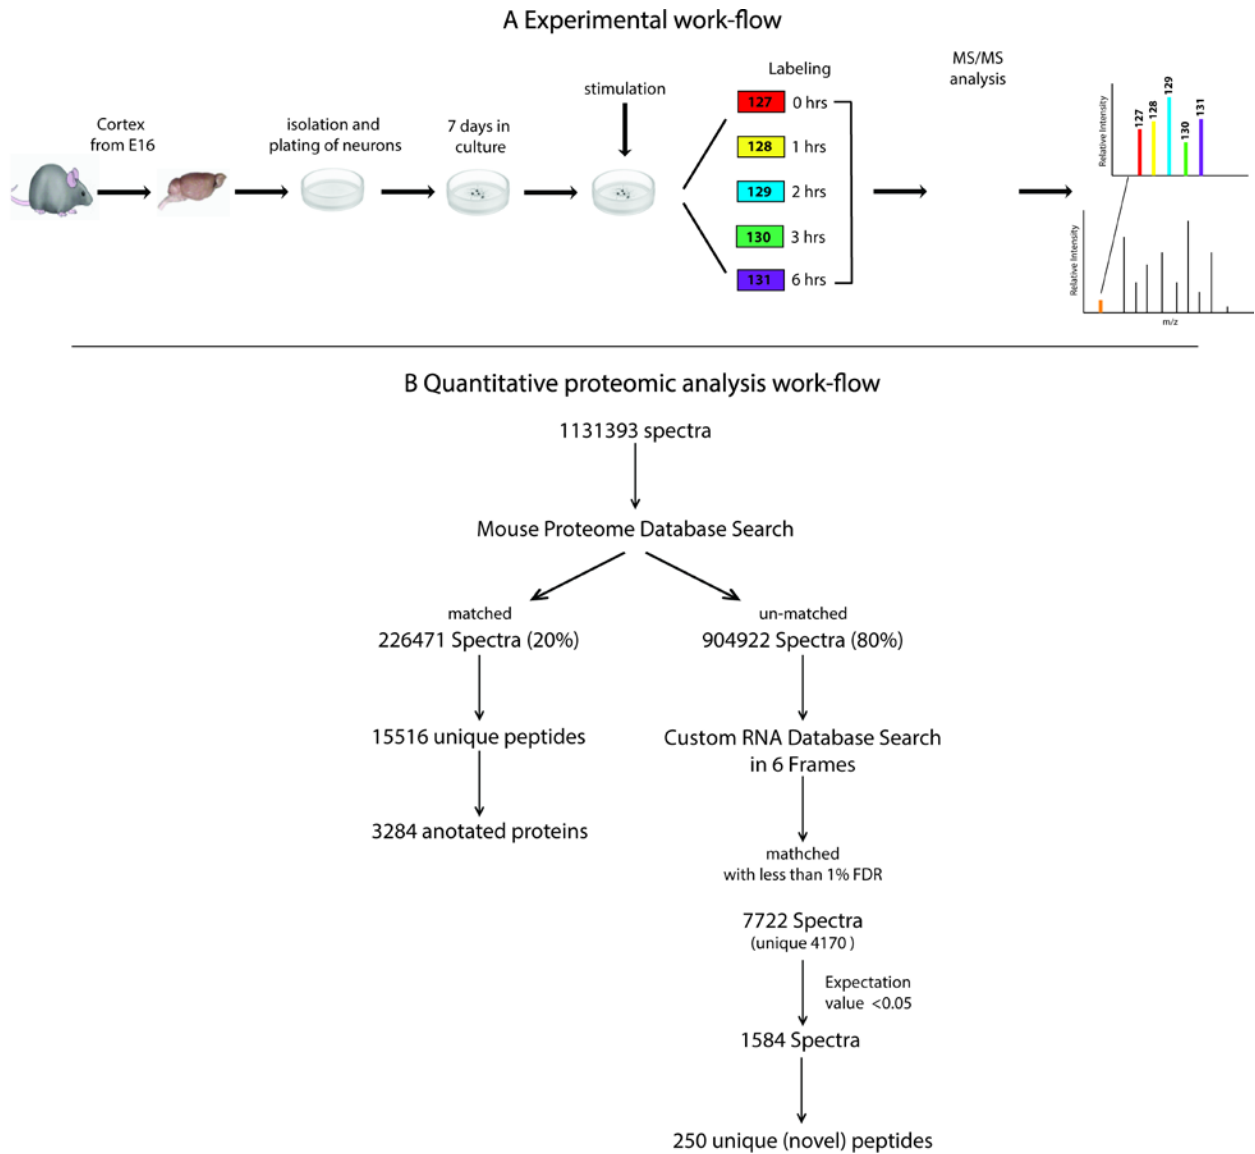 A Experimental work-flow
Cortex
from E16
isolation and
plating of neurons
7 days in
culture
stimulation
Labeling
127 0 hrs
128 1 hrs
129 2 hrs
130 3 hrs
131 6 hrs
MS/MS
analysis
Relative Intensity
127
128
129
130
131
Relative Intensity
m/z
B Quantitative proteomic analysis work-flow
1131393 spectra
Mouse Proteome Database Search
matched
226471 Spectra (20%)
15516 unique peptides
3284 anotated proteins
un-matched
904922 Spectra (80%)
Custom RNA Database Search
in 6 Frames
mathched
with less than 1% FDR
7722 Spectra
(unique 4170 )
Expectation
value <0.05
1584 Spectra
250 unique (novel) peptides